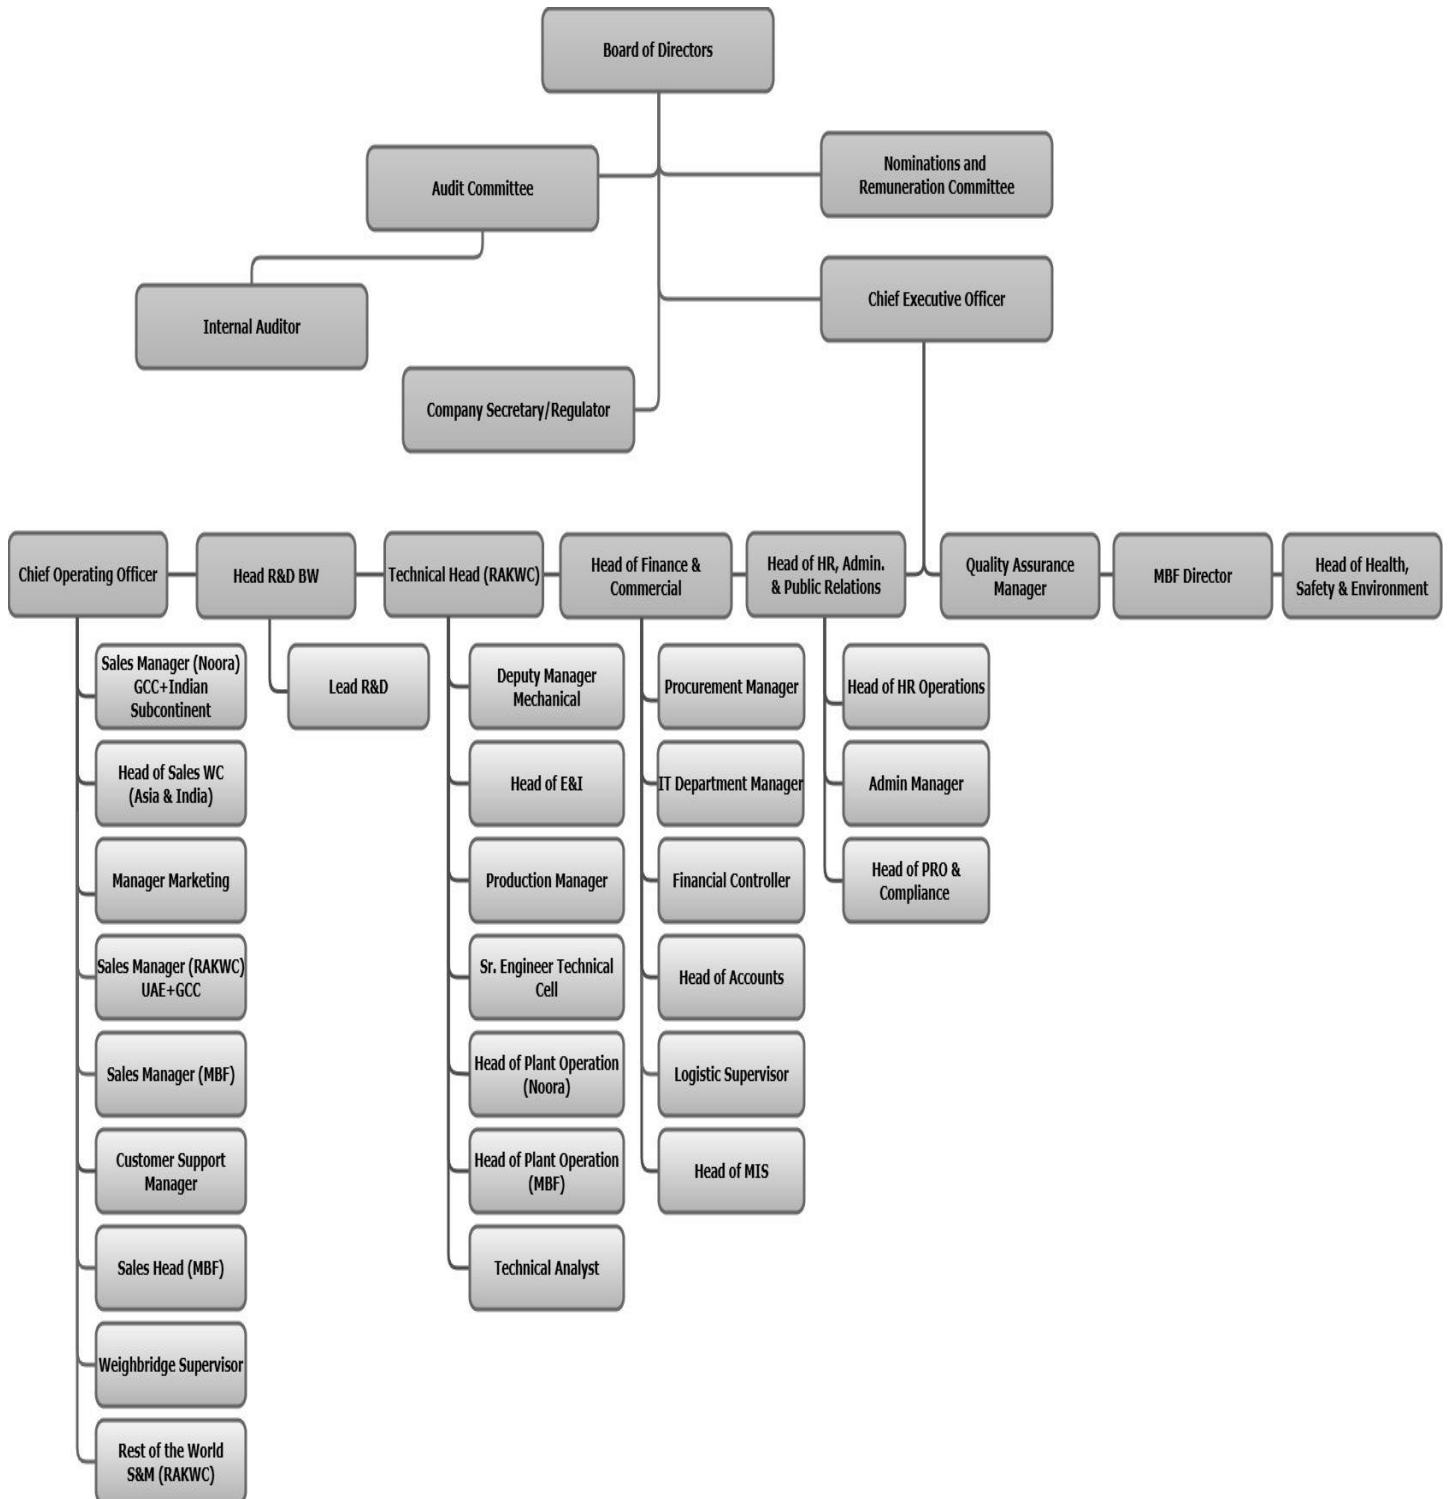 Board of Directors
Audit Committee
Nominations and
Remuneration Committee
Internal Auditor
Chief Executive Officer
Company Secretary/Regulator
Chief Operating Officer
Head R&D BW
Technical Head (RAKWC)
Head of Finance &
Commercial
Head of HR, Admin.
& Public Relations
Quality Assurance
Manager
MBF Director
Head of Health,
Safety & Environment
Sales Manager (Noora)
GCC+Indian
Subcontinent
Head of Sales WC
(Asia & India)
Manager Marketing
Sales Manager (RAKWC)
UAE+GCC
Sales Manager (MBF)
Customer Support
Manager
Sales Head (MBF)
Weighbridge Supervisor
Rest of the World
S&M (RAKWC)
Lead R&D
Deputy Manager
Mechanical
Head of E&I
Production Manager
Sr. Engineer Technical
Cell
Head of Plant Operation
(Noora)
Head of Plant Operation
(MBF)
Technical Analyst
Procurement Manager
IT Department Manager
Financial Controller
Head of Accounts
Logistic Supervisor
Head of MIS
Head of HR Operations
Admin Manager
Head of PRO &
Compliance